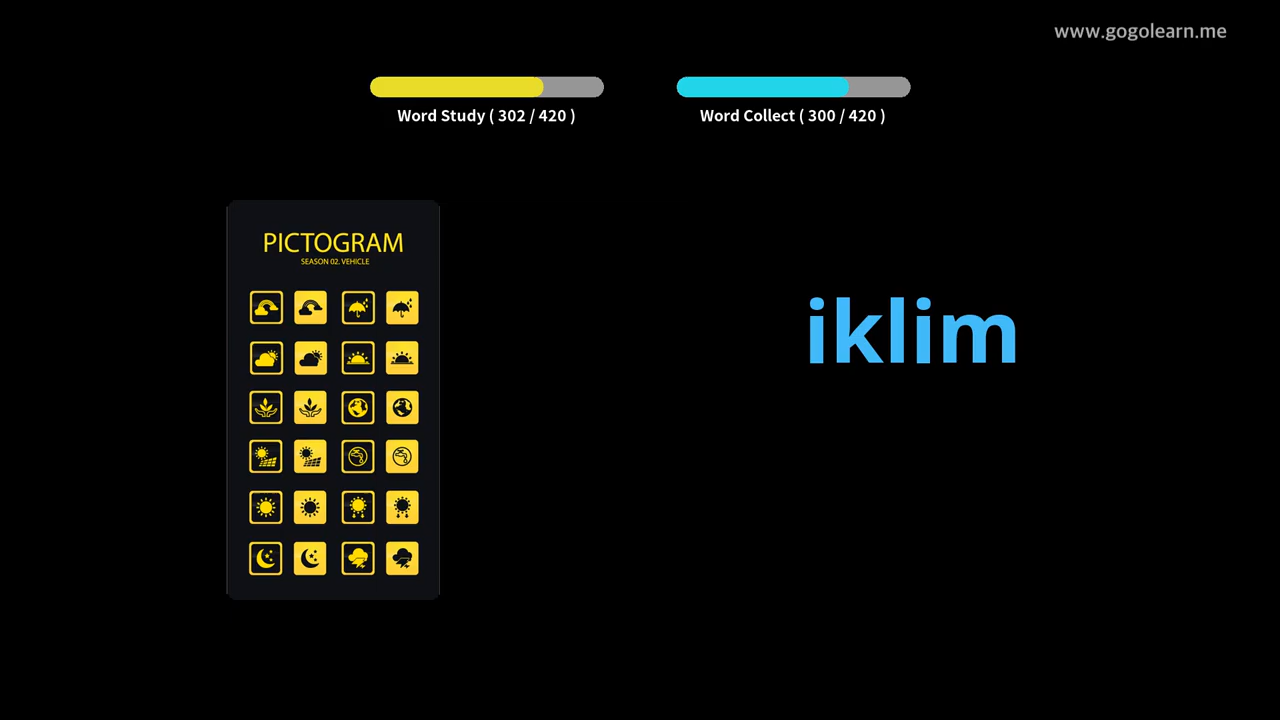 www.gogolearn.me
Word Study ( 302 / 420 )
Word Collect ( 300 / 420 )
PICTOGRAM
SEASON 02. VEHICLE
iklim